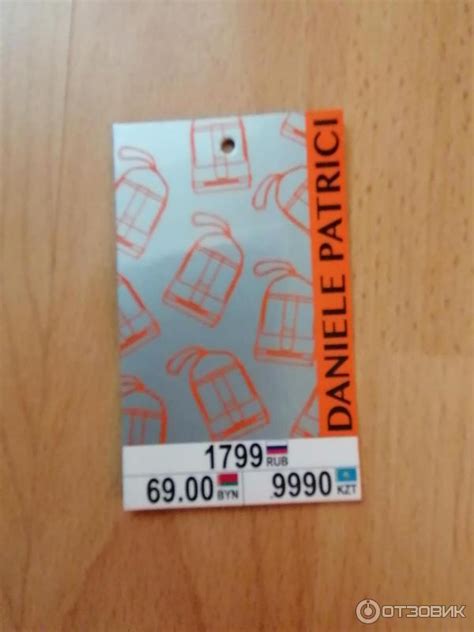 DANIELE PATRICI
1799 RUB
69.00 BYN
9990 KZT
ОТЗОВИК